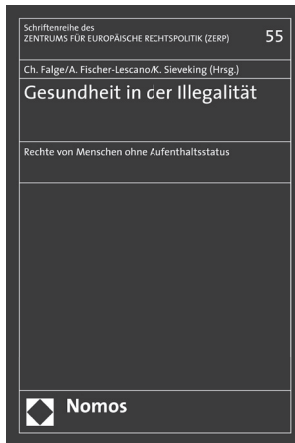 Schriftenreihe des
ZENTRUMS FÜR EUROPÄISCHE RECHTSPOLITIK (ZERP) 55
Ch. Falge/A. Fischer-Lescano/K. Sieveking (Hrsg.)
Gesundheit in der Illegalität
Rechte von Menschen ohne Aufenthaltsstatus
Nomos